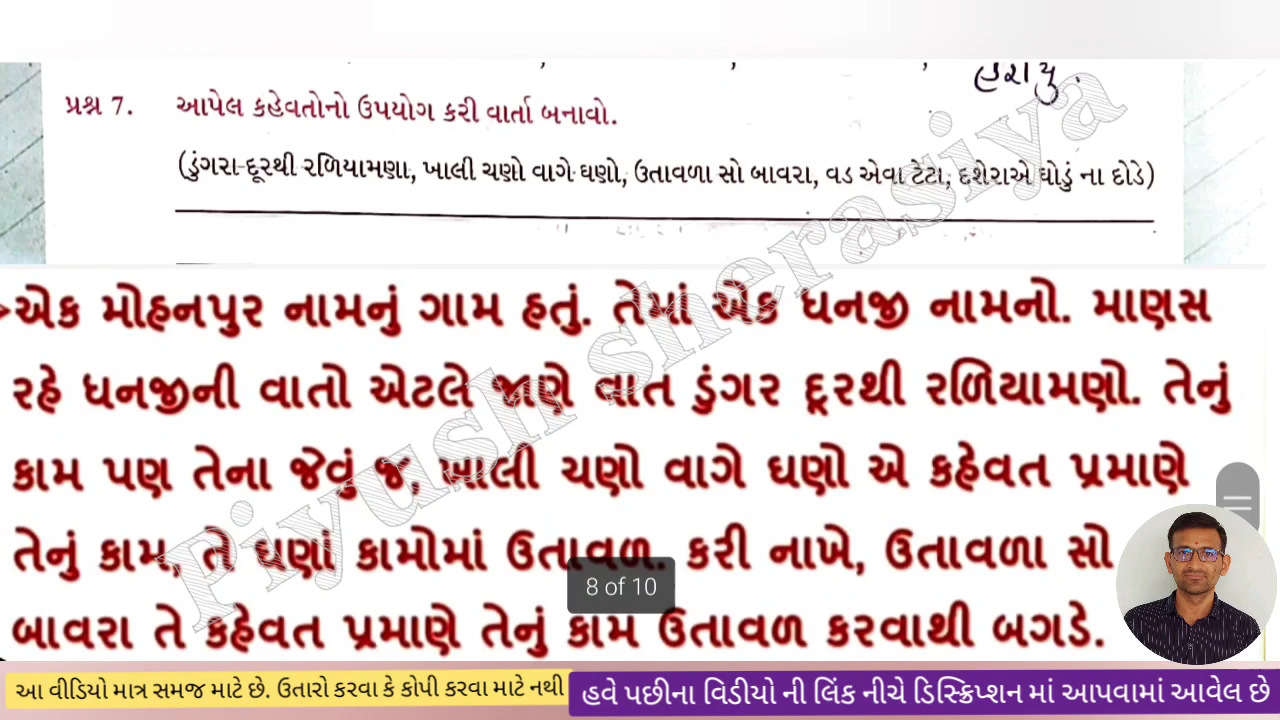 હશયુ.
પ્રશ્ન 7. આપેલ કહેવતોનો ઉપયોગ કરી વાર્તા બનાવો.
(ડુંગરા-દૂરથી રળિયામણા, ખાલી ચણો વાગે ઘણો, ઉતાવળા સો બાવરા, વડ એવા ટેટા, દશેરાએ ઘોડું ના દોડે)
એક મોહનપુર નામનું ગામ હતું. તેમાં એક ધનજી નામનો. માણસ
રહે ધનજીની વાતો એટલે જાણે વાત ડુંગર દૂરથી રળિયામણો. તેનું
કામ પણ તેના જેવું જ, ખાલી ચણો વાગે ઘણો એ કહેવત પ્રમાણે
તેનું કામ, તે ઘણાં કામોમાં ઉતાવળ. કરી નાખે, ઉતાવળા સો
બાવરા તે કહેવત પ્રમાણે તેનું કામ ઉતાવળ કરવાથી બગડે.
8 of 10
Piyush sherasiya
આ વીડિયો માત્ર સમજ માટે છે. ઉતારો કરવા કે કોપી કરવા માટે નથી
હવે પછીના વિડીયો ની લિંક નીચે ડિસ્ક્રિપ્શન માં આપવામાં આવેલ છે